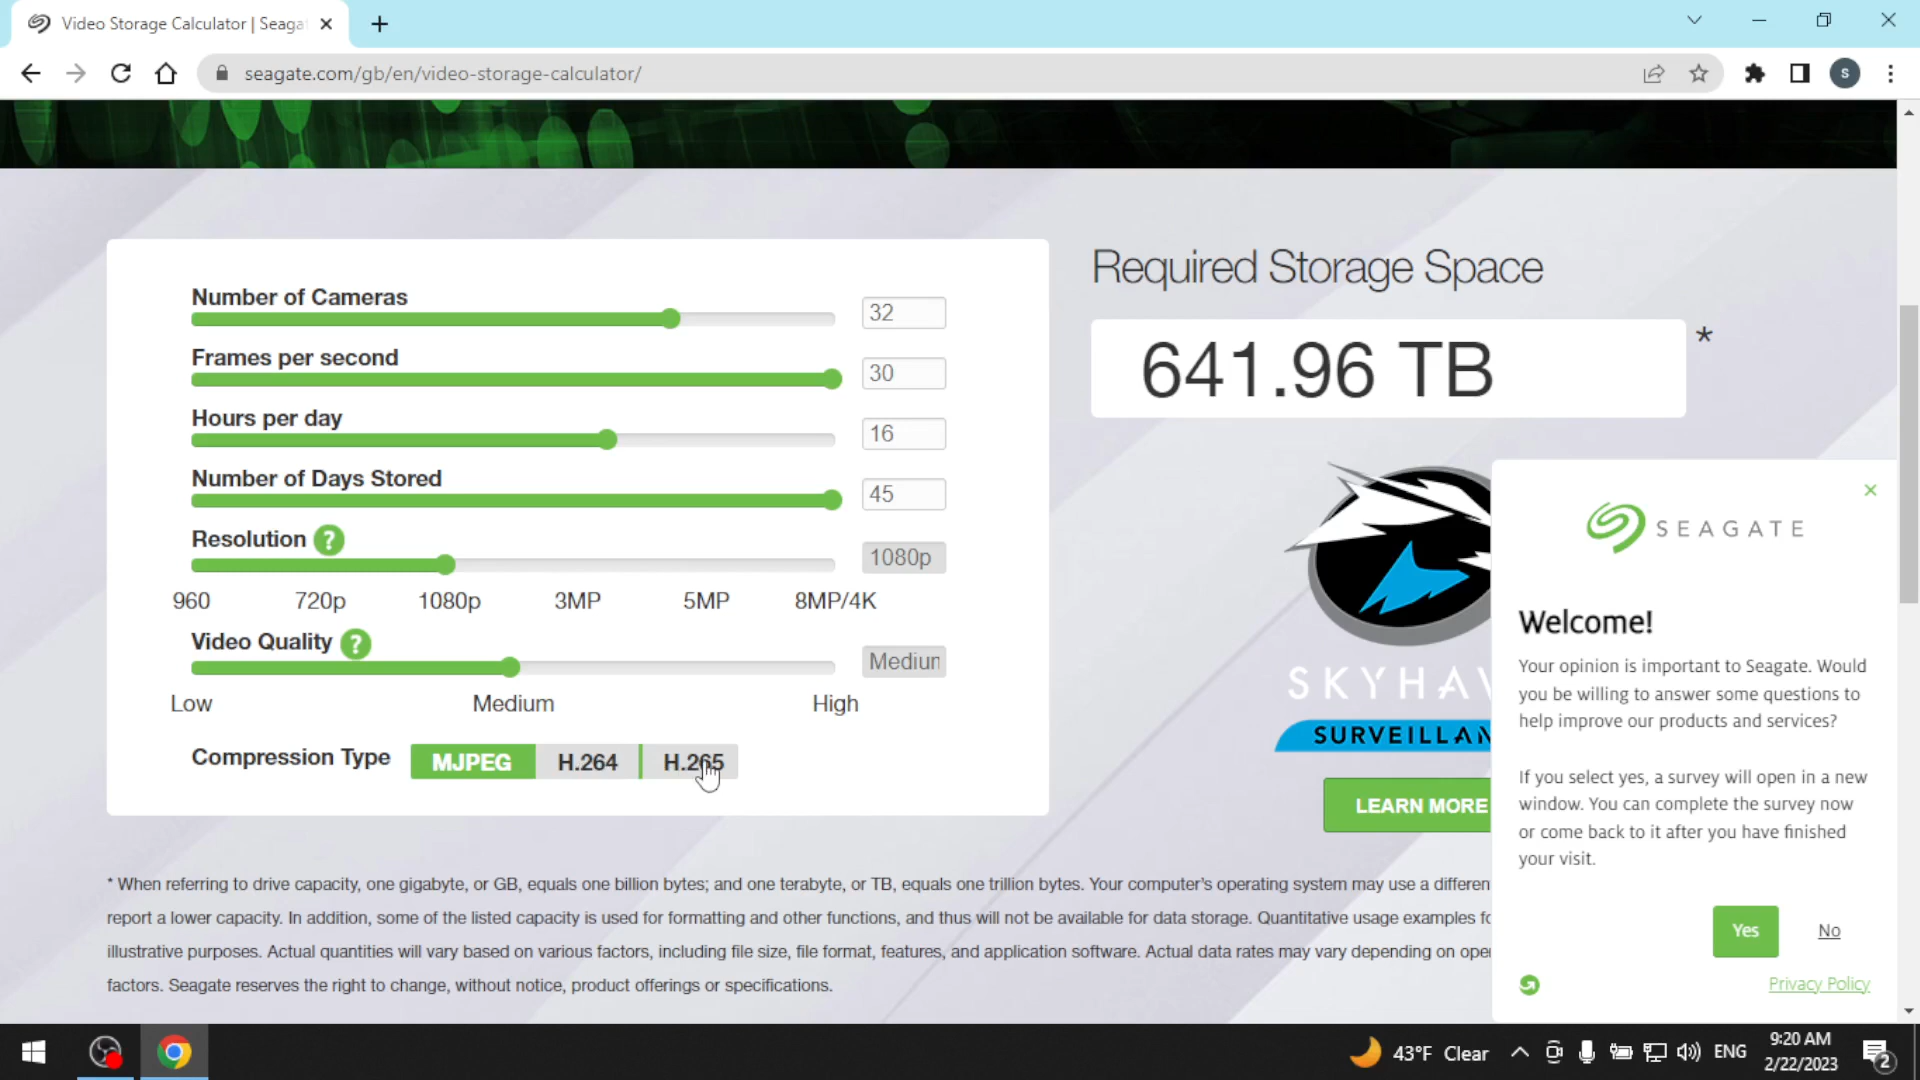 Video Storage Calculator | Seaga
seagate.com/gb/en/video-storage-calculator/
S
Number of Cameras
32
Frames per second
30
Hours per day
16
Number of Days Stored
45
Resolution ?
1080p
960 720p 1080p 3MP 5MP 8MP/4K
Video Quality ?
Mediun
Low Medium High
Compression Type MJPEG H.264 H.265
Required Storage Space
641.96 TB *
SKYHAW
SURVEILLAN
LEARN MORE
* When referring to drive capacity, one gigabyte, or GB, equals one billion bytes; and one terabyte, or TB, equals one trillion bytes. Your computer's operating system may use a differen
report a lower capacity. In addition, some of the listed capacity is used for formatting and other functions, and thus will not be available for data storage. Quantitative usage examples fo
illustrative purposes. Actual quantities will vary based on various factors, including file size, file format, features, and application software. Actual data rates may vary depending on ope
factors. Seagate reserves the right to change, without notice, product offerings or specifications.
SEAGATE
Welcome!
Your opinion is important to Seagate. Would
you be willing to answer some questions to
help improve our products and services?
If you select yes, a survey will open in a new
window. You can complete the survey now
or come back to it after you have finished
your visit.
Yes No
Privacy Policy
43°F Clear ENG
9:20 AM
2/22/2023
2